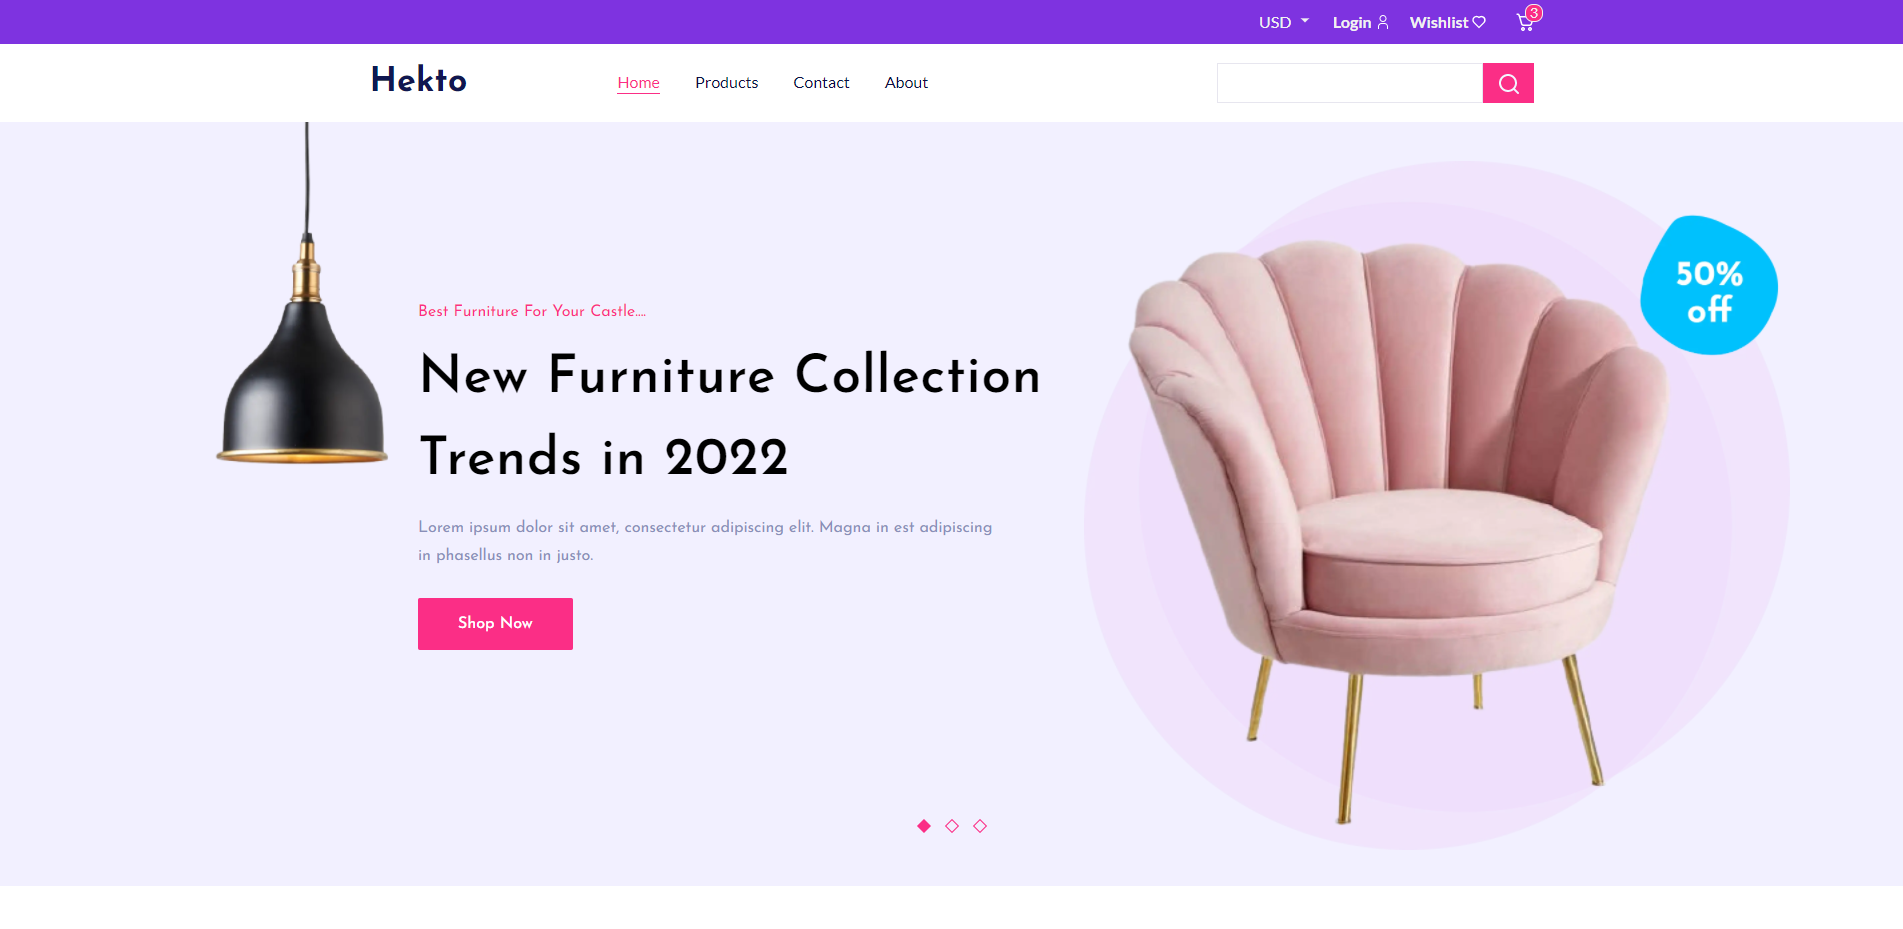 USD Login Wishlist 3
Hekto Home Products Contact About
50%
off
Best Furniture For Your Castle....
New Furniture Collection
Trends in 2022
Lorem ipsum dolor sit amet, consectetur adipiscing elit. Magna in est adipiscing
in phasellus non in justo.
Shop Now